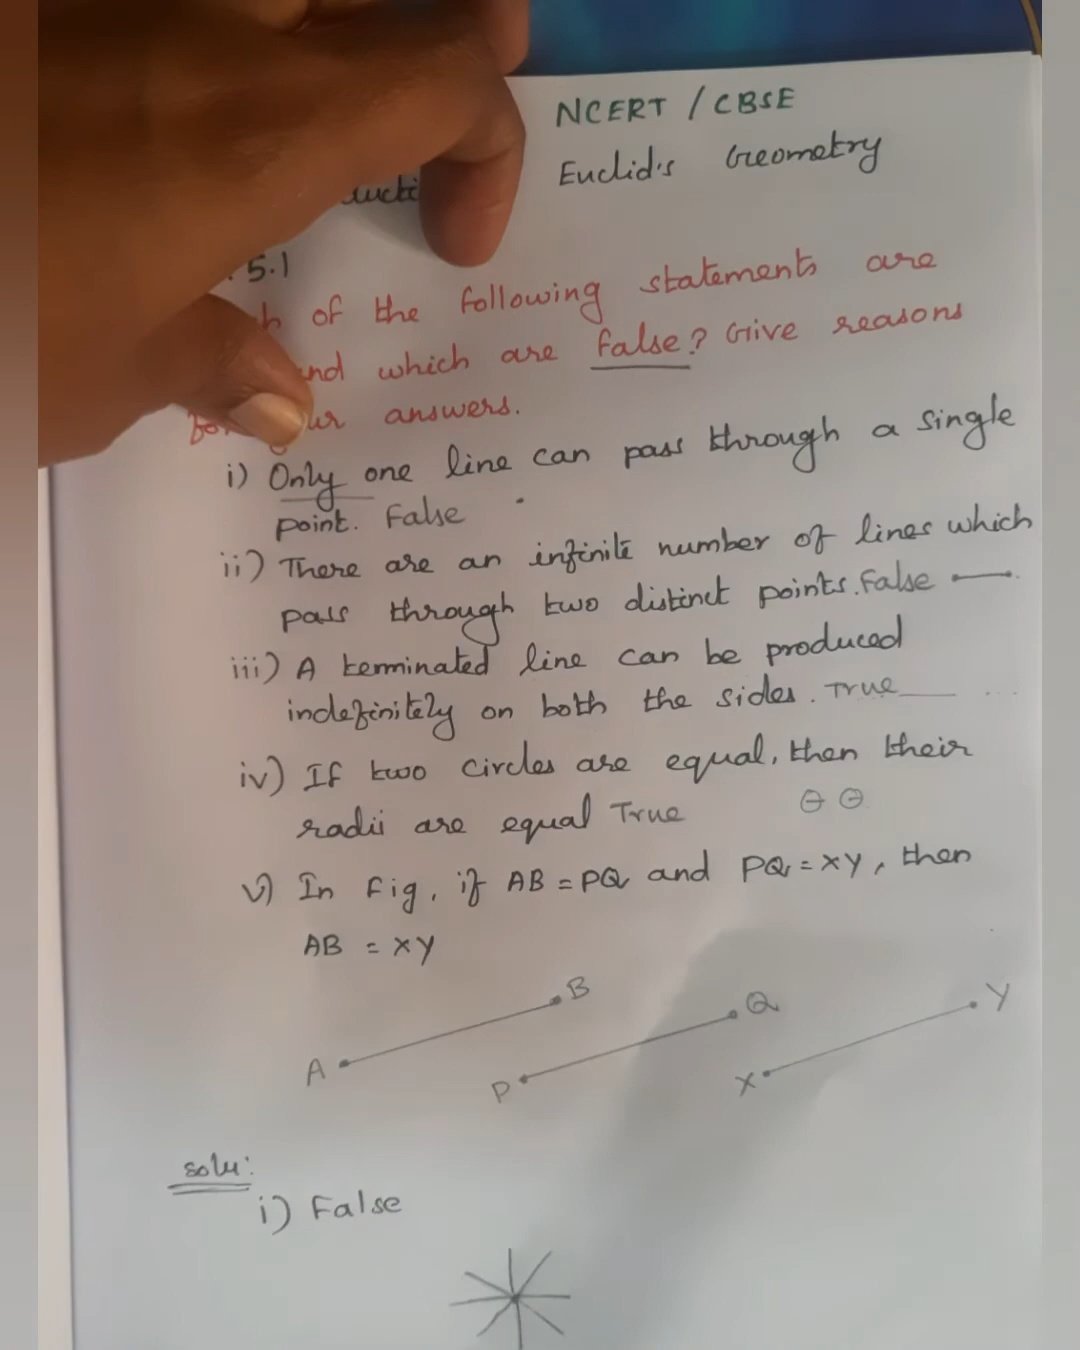 NCERT / CBSE
Euclid's Geometry
5.1
of the following statements are
which are false? Give reasons
answers.
i) Only one line can pass through a single
point. False
ii) There are an infinite number of lines which
pass through two distinct points. False
iii) A terminated line can be produced
indefinitely on both the sides. True
iv) If two circles are equal, then their
radii are equal True
v) In Fig, if AB = PQ and PQ = XY, then
AB = XY
A B P Q X Y
solu:
i) False